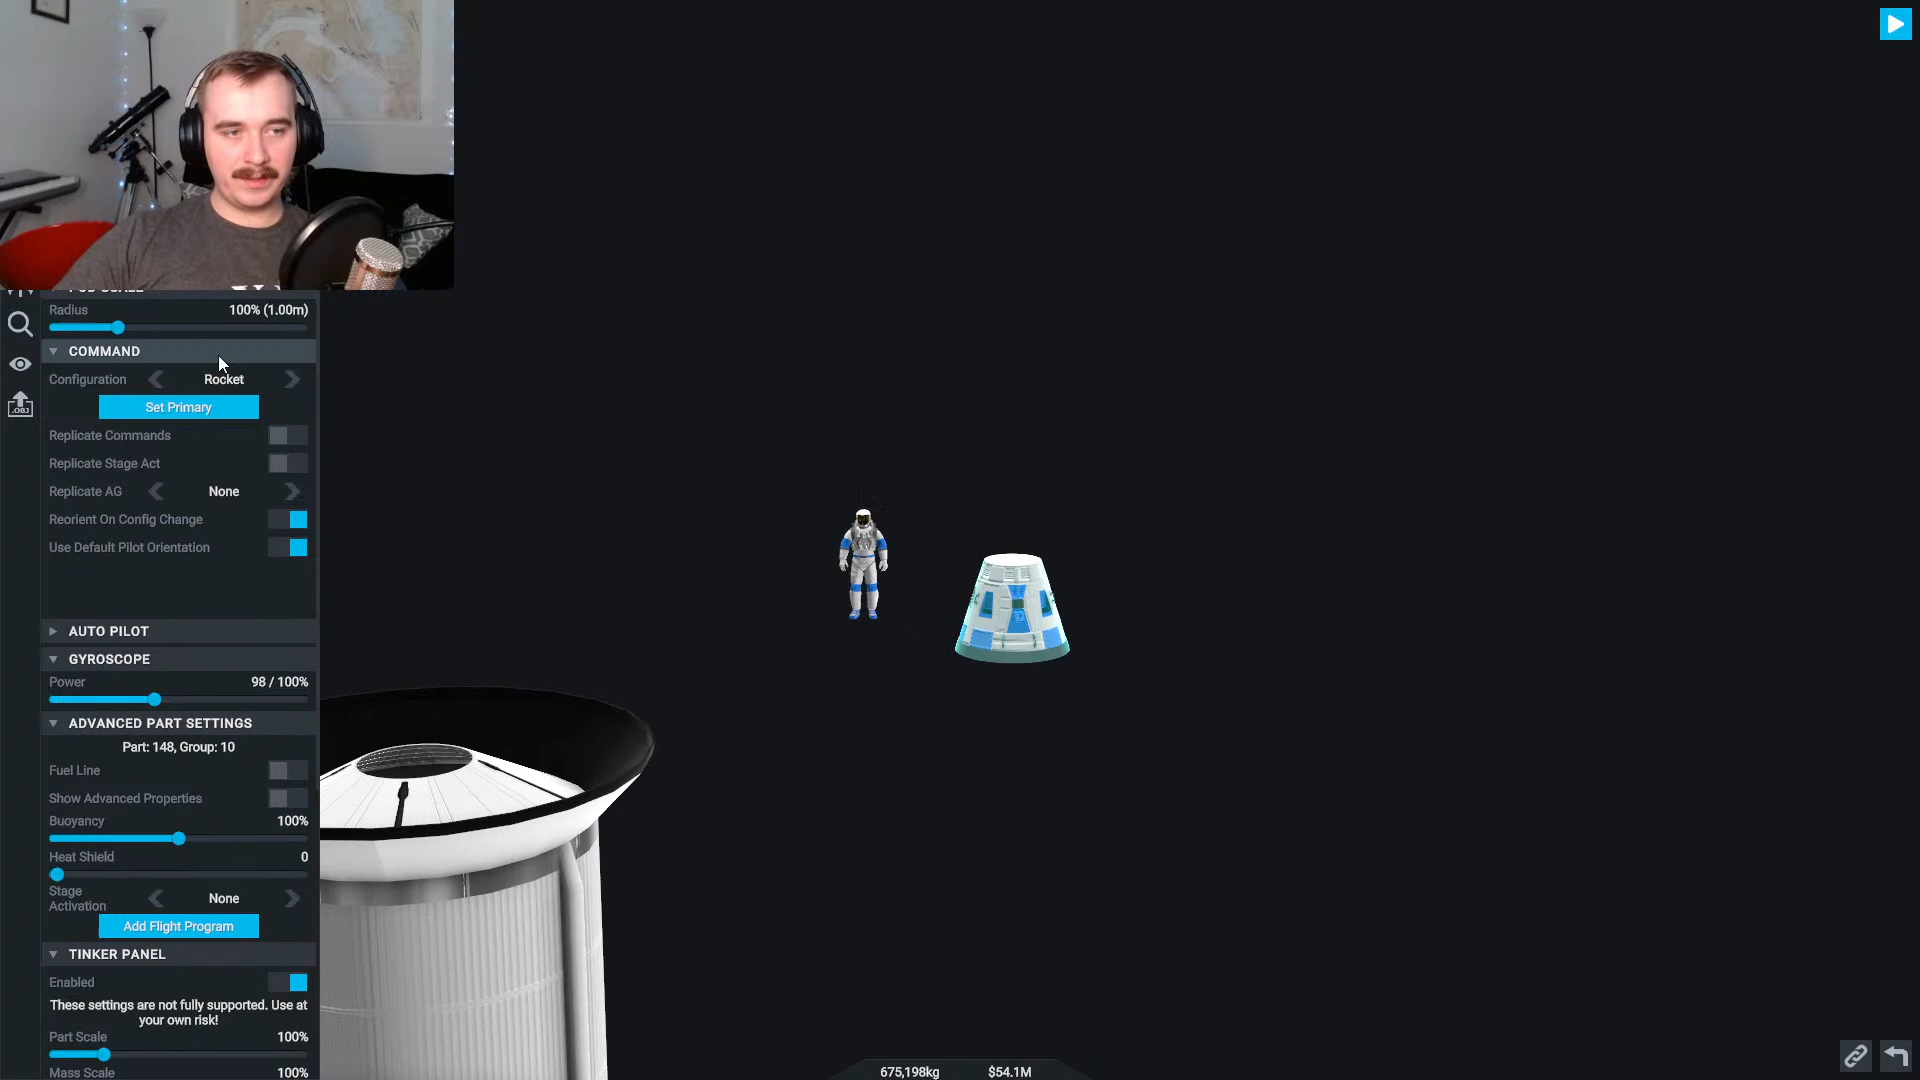 Radius 100% (1.00m)
COMMAND
Configuration Rocket
Set Primary
Replicate Commands
Replicate Stage Act
Replicate AG None
Reorient On Config Change
Use Default Pilot Orientation
AUTO PILOT
GYROSCOPE
Power 98 / 100%
ADVANCED PART SETTINGS
Part: 148, Group: 10
Fuel Line
Show Advanced Properties
Buoyancy 100%
Heat Shield 0
Stage
Activation None
Add Flight Program
TINKER PANEL
Enabled
These settings are not fully supported. Use at
your own risk!
Part Scale 100%
Mass Scale 100%
.OBJ
675,198kg $54.1M